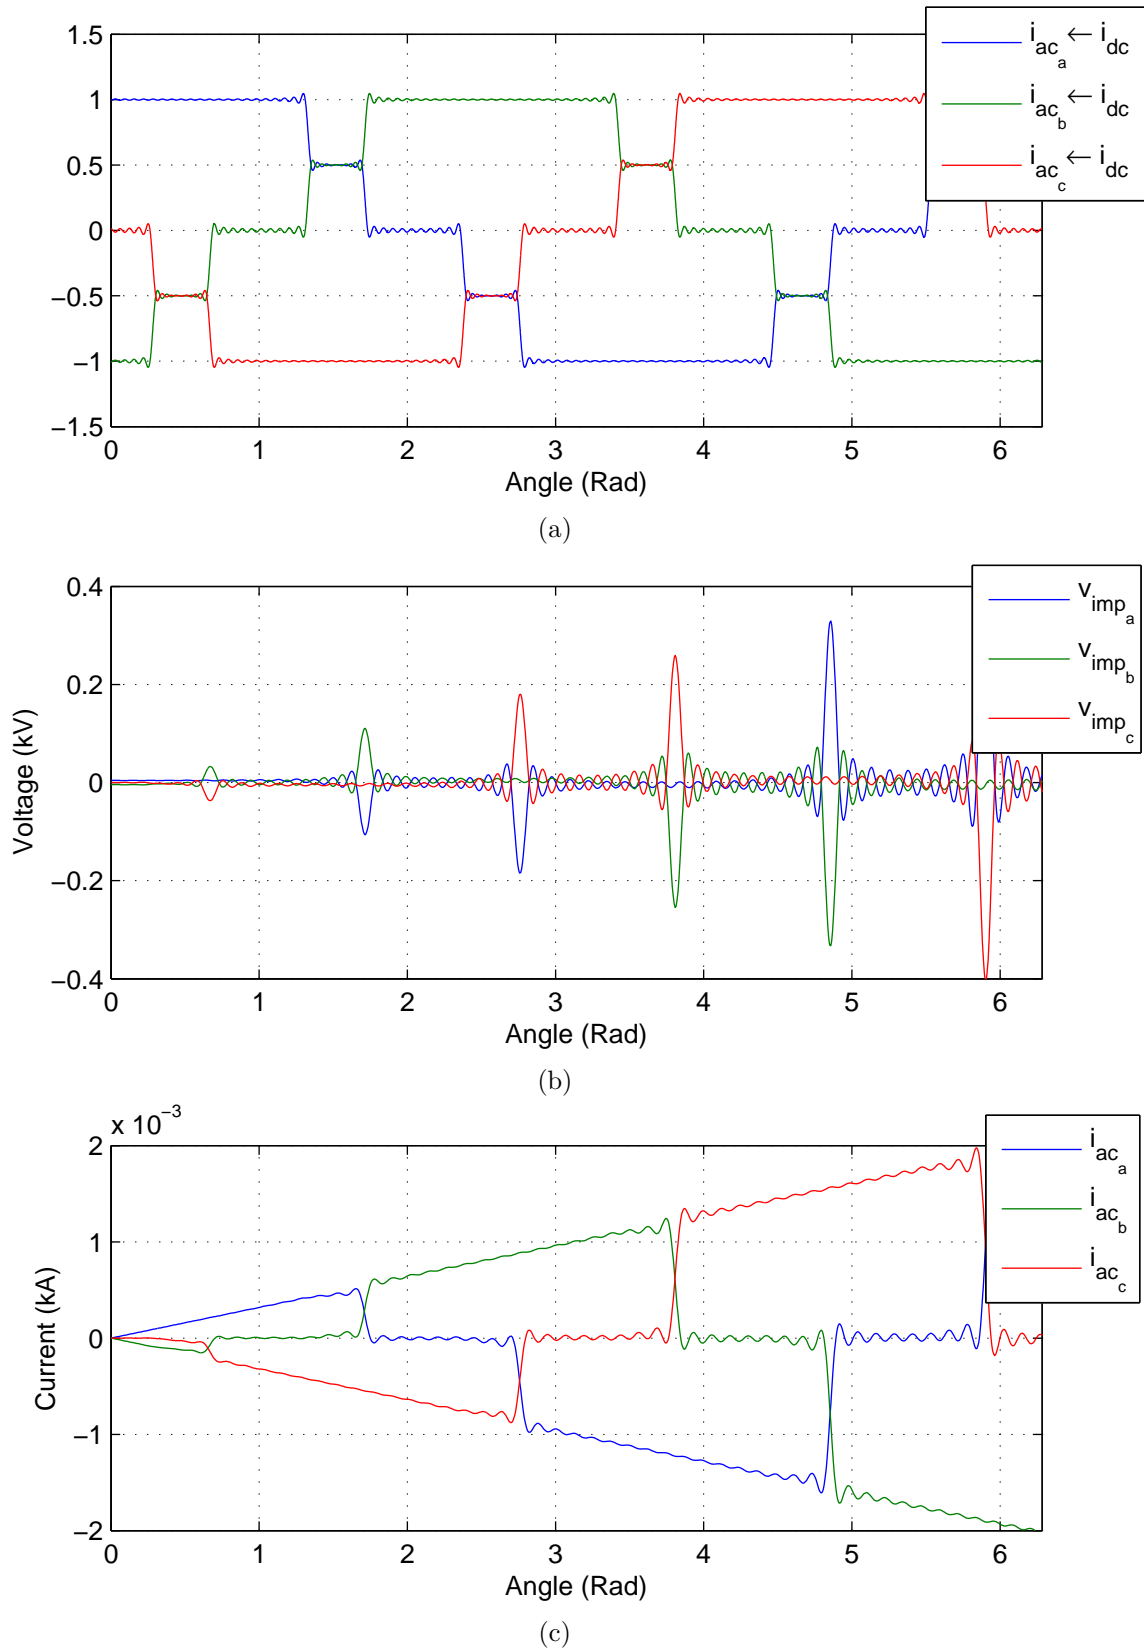 1.5
1
0.5
0
−0.5
−1
−1.5
0 1 2 3 4 5 6
Angle (Rad)
i_ac_a ← i_dc
i_ac_b ← i_dc
i_ac_c ← i_dc
(a)
0.4
0.2
0
−0.2
−0.4
Voltage (kV)
0 1 2 3 4 5 6
Angle (Rad)
v_imp_a
v_imp_b
v_imp_c
(b)
x 10^−3
2
1
0
−1
−2
Current (kA)
0 1 2 3 4 5 6
Angle (Rad)
i_ac_a
i_ac_b
i_ac_c
(c)